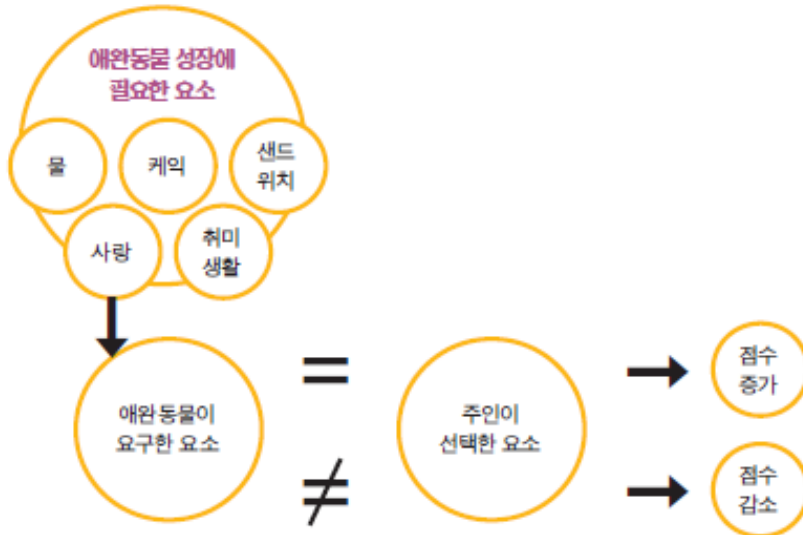 애완동물 성장에
필요한 요소
물
케익
샌드
위치
사랑
취미
생활
애완동물이
요구한 요소
=
≠
주인이
선택한 요소
점수
증가
점수
감소